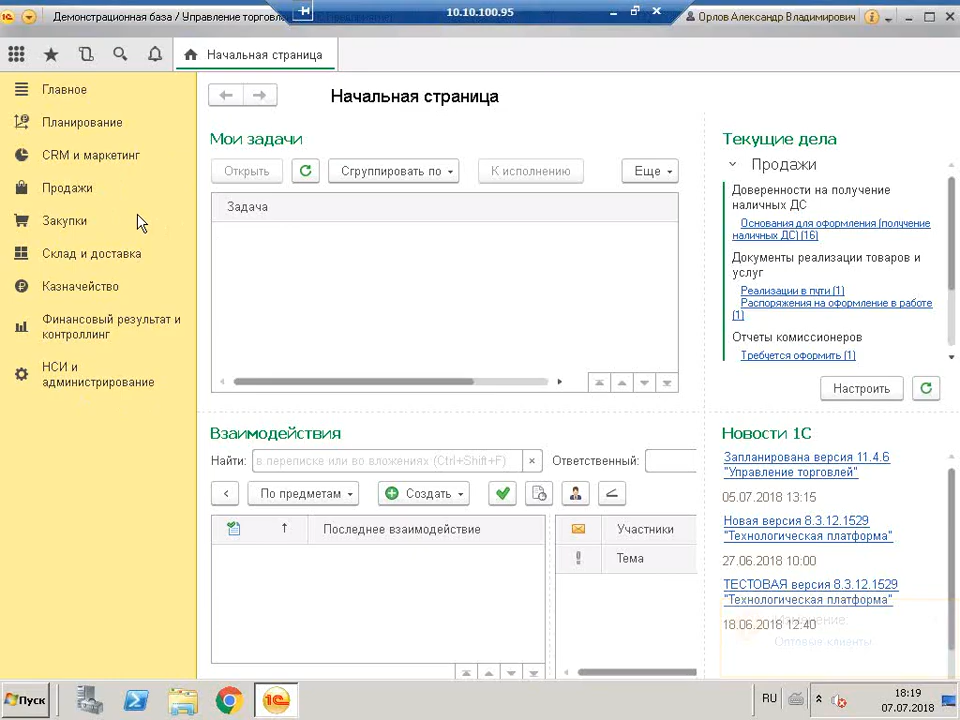 Демонстрационная база / Управление торговл
10.10.100.95
Орлов Александр Владимирович
Начальная страница
Главное
Планирование
CRM и маркетинг
Продажи
Закупки
Склад и доставка
Казначейство
Финансовый результат и
контроллинг
НСИ и
администрирование
Начальная страница
Мои задачи
Открыть
Сгруппировать по
К исполнению
Еще
Задача
Текущие дела
Продажи
Доверенности на получение
наличных ДС
Основания для оформления (получение
наличных ДС) (16)
Документы реализации товаров и
услуг
Реализации в пути (1)
Распоряжения на оформление в работе
(1)
Отчеты комиссионеров
Требуется оформить (1)
Настроить
Взаимодействия
Найти: в переписке или во вложениях (Ctrl+Shift+F) × Ответственный:
По предметам
Создать
Последнее взаимодействие
Участники
Тема
Новости 1С
Запланирована версия 11.4.6
"Управление торговлей"
05.07.2018 13:15
Новая версия 8.3.12.1529
"Технологическая платформа"
27.06.2018 10:00
ТЕСТОВАЯ версия 8.3.12.1529
"Технологическая платформа"
18.06.2018 12:40
Изменение:
Оптовые клиенты
Пуск
RU
18:19
07.07.2018